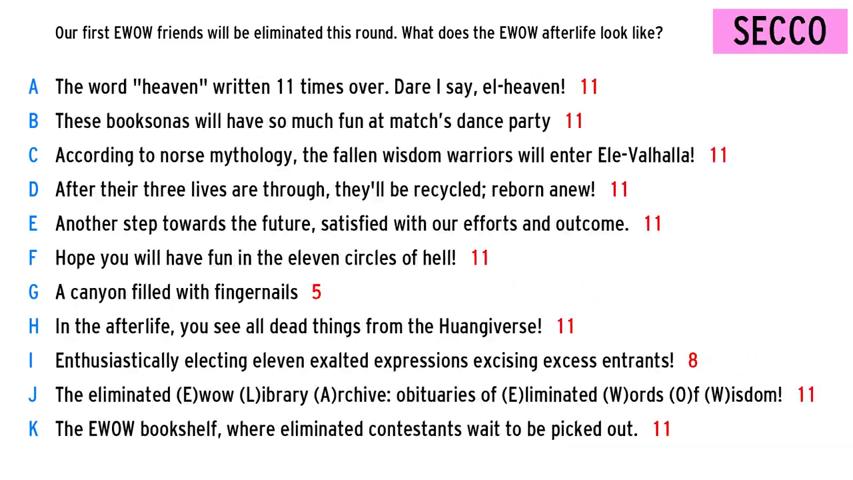 Our first EWOW friends will be eliminated this round. What does the EWOW afterlife look like?
SECCO
A The word "heaven" written 11 times over. Dare I say, el-heaven! 11
B These booksonas will have so much fun at match’s dance party 11
C According to norse mythology, the fallen wisdom warriors will enter Ele-Valhalla! 11
D After their three lives are through, they'll be recycled; reborn anew! 11
E Another step towards the future, satisfied with our efforts and outcome. 11
F Hope you will have fun in the eleven circles of hell! 11
G A canyon filled with fingernails 5
H In the afterlife, you see all dead things from the Huangiverse! 11
I Enthusiastically electing eleven exalted expressions excising excess entrants! 8
J The eliminated (E)wow (L)ibrary (A)rchive: obituaries of (E)liminated (W)ords (O)f (W)isdom! 11
K The EWOW bookshelf, where eliminated contestants wait to be picked out. 11